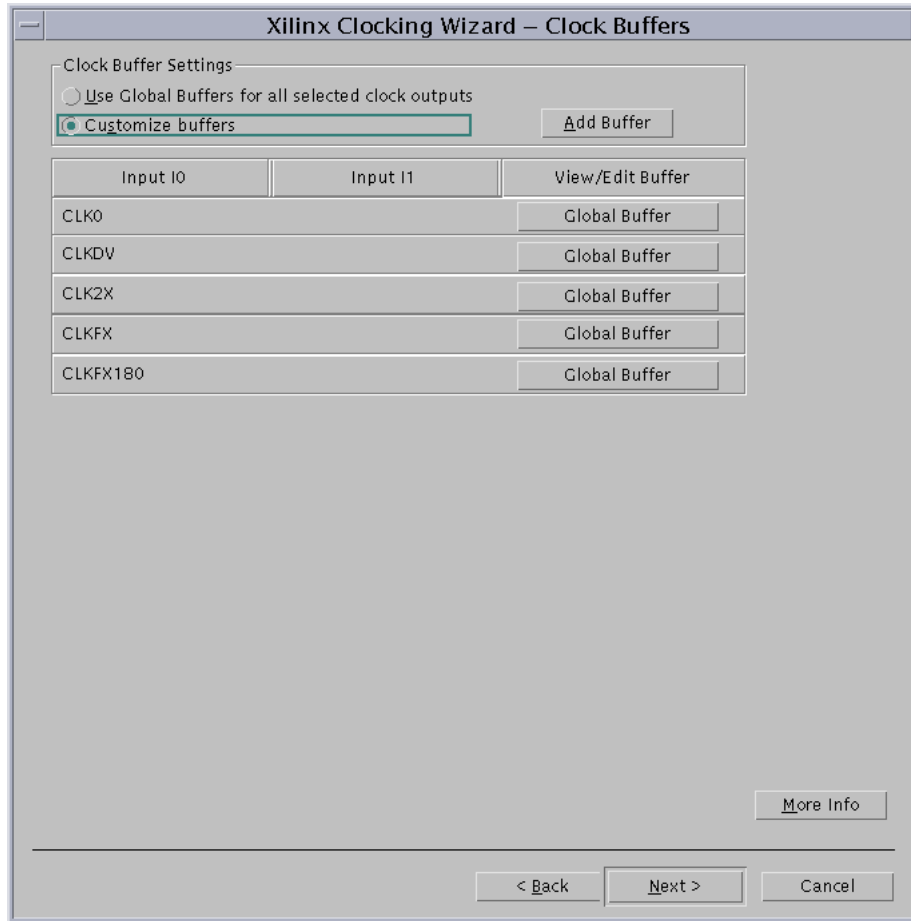 Xilinx Clocking Wizard – Clock Buffers
Clock Buffer Settings
Use Global Buffers for all selected clock outputs
Customize buffers
Add Buffer
Input I0 Input I1 View/Edit Buffer
CLK0 Global Buffer
CLKDV Global Buffer
CLK2X Global Buffer
CLKFX Global Buffer
CLKFX180 Global Buffer
More Info
< Back Next > Cancel